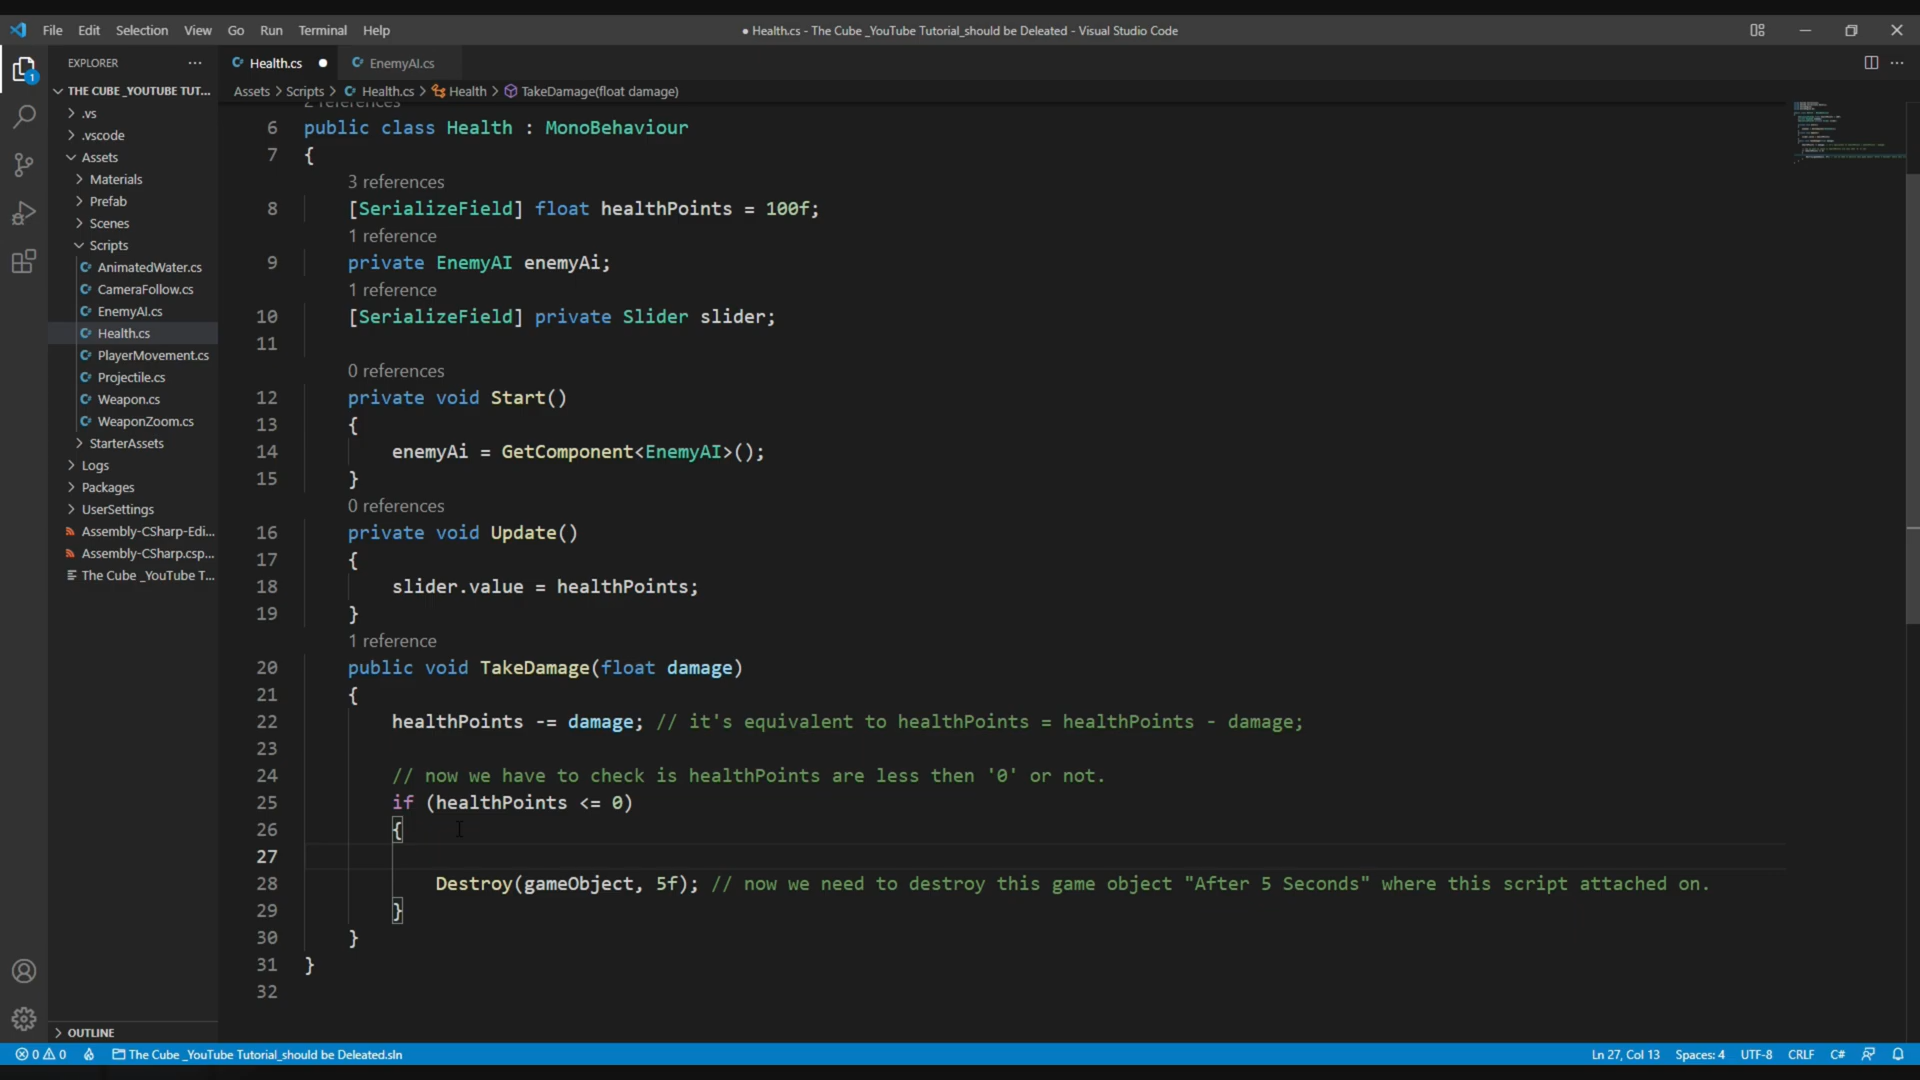 File Edit Selection View Go Run Terminal Help
● Health.cs - The Cube _YouTube Tutorial_should be Deleated - Visual Studio Code
EXPLORER
Health.cs
EnemyAI.cs
THE CUBE _YOUTUBE TUT...
Assets > Scripts > Health.cs > Health > TakeDamage(float damage)
.vs
.vscode
Assets
Materials
Prefab
Scenes
Scripts
AnimatedWater.cs
CameraFollow.cs
EnemyAI.cs
Health.cs
PlayerMovement.cs
Projectile.cs
Weapon.cs
WeaponZoom.cs
StarterAssets
Logs
Packages
UserSettings
Assembly-CSharp-Edi...
Assembly-CSharp.csp...
The Cube _YouTube T...
OUTLINE
2 references
6 public class Health : MonoBehaviour
7 {
3 references
8 [SerializeField] float healthPoints = 100f;
1 reference
9 private EnemyAI enemyAi;
1 reference
10 [SerializeField] private Slider slider;
11
0 references
12 private void Start()
13 {
14 enemyAi = GetComponent<EnemyAI>();
15 }
0 references
16 private void Update()
17 {
18 slider.value = healthPoints;
19 }
1 reference
20 public void TakeDamage(float damage)
21 {
22 healthPoints -= damage; // it's equivalent to healthPoints = healthPoints - damage;
23
24 // now we have to check is healthPoints are less then '0' or not.
25 if (healthPoints <= 0)
26 {
27
28 Destroy(gameObject, 5f); // now we need to destroy this game object "After 5 Seconds" where this script attached on.
29 }
30 }
31 }
32
0 0 The Cube _YouTube Tutorial_should be Deleated.sln
Ln 27, Col 13 Spaces: 4 UTF-8 CRLF C#